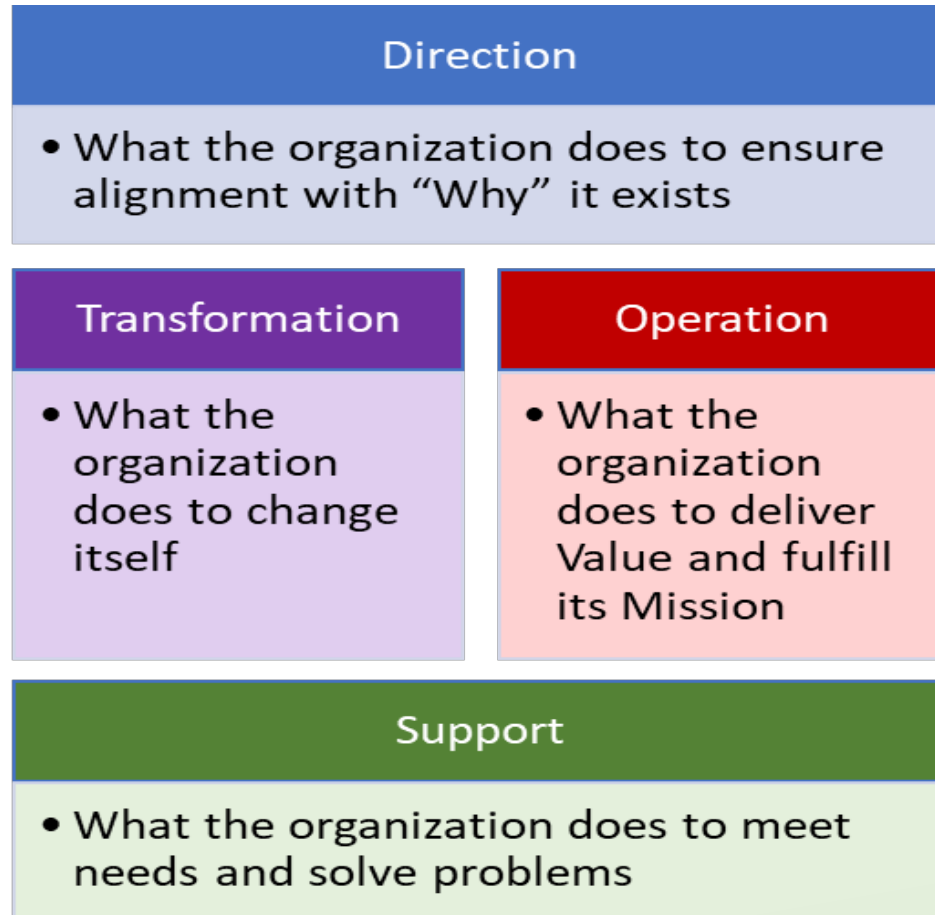 Direction
• What the organization does to ensure
alignment with “Why” it exists
Transformation
• What the
organization
does to change
itself
Operation
• What the
organization
does to deliver
Value and fulfill
its Mission
Support
• What the organization does to meet
needs and solve problems